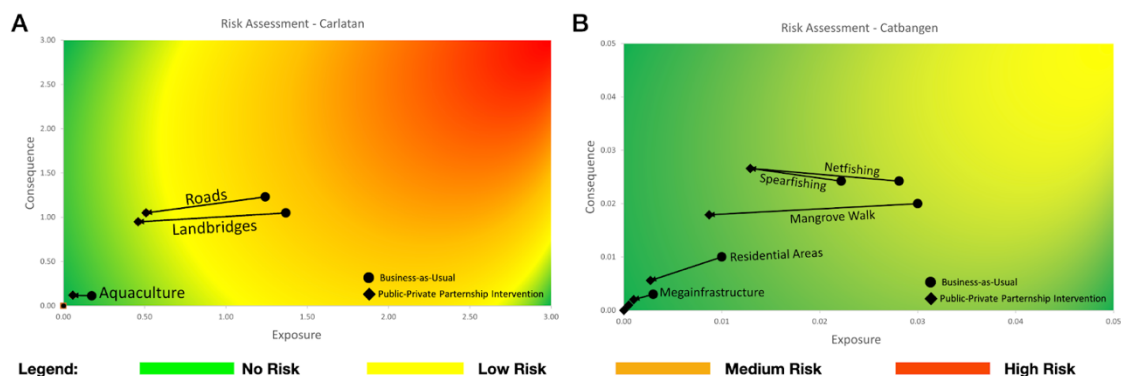 A
Risk Assessment - Carlatan
3.00
2.50
2.00
1.50
1.00
0.50
0.00
Consequence
Roads
Landbridges
Aquaculture
Business-as-Usual
Public-Private Parternship Intervention
0.00 0.50 1.00 1.50 2.00 2.50 3.00
Exposure
B
Risk Assessment - Catbangen
0.05
0.04
0.03
0.02
0.01
0.00
Consequence
Netfishing
Spearfishing
Mangrove Walk
Residential Areas
Megainfrastructure
Business-as-Usual
Public-Private Parternship Intervention
0.00 0.01 0.02 0.03 0.04 0.05
Exposure
Legend: No Risk Low Risk Medium Risk High Risk